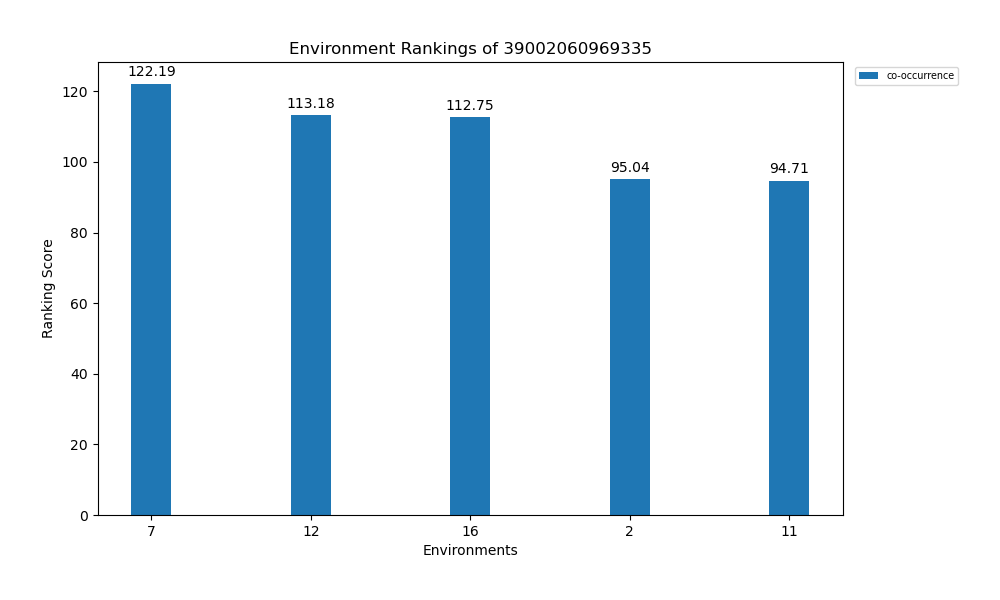 Environment Rankings of 39002060969335
co-occurrence
122.19
113.18
112.75
95.04
94.71
120
100
80
60
40
20
0
Ranking Score
7 12 16 2 11
Environments